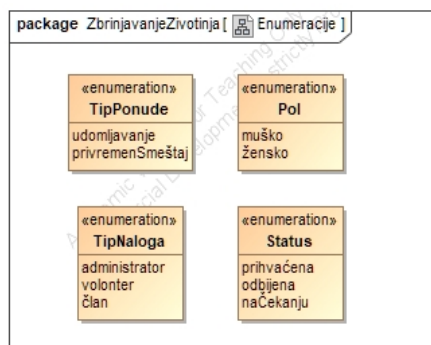 package ZbrinjavanjeZivotinja [ Enumeracije ]
«enumeration»
TipPonude
udomljavanje
privremenSmeštaj
«enumeration»
Pol
muško
žensko
«enumeration»
TipNaloga
administrator
volonter
član
«enumeration»
Status
prihvaćena
odbijena
naČekanju